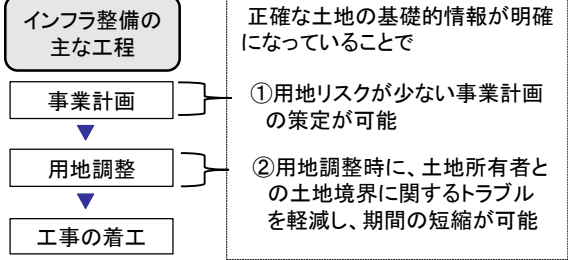 インフラ整備の
主な工程
事業計画
用地調整
工事の着工
正確な土地の基礎的情報が明確
になっていることで
①用地リスクが少ない事業計画
の策定が可能
②用地調整時に、土地所有者と
の土地境界に関するトラブル
を軽減し、期間の短縮が可能